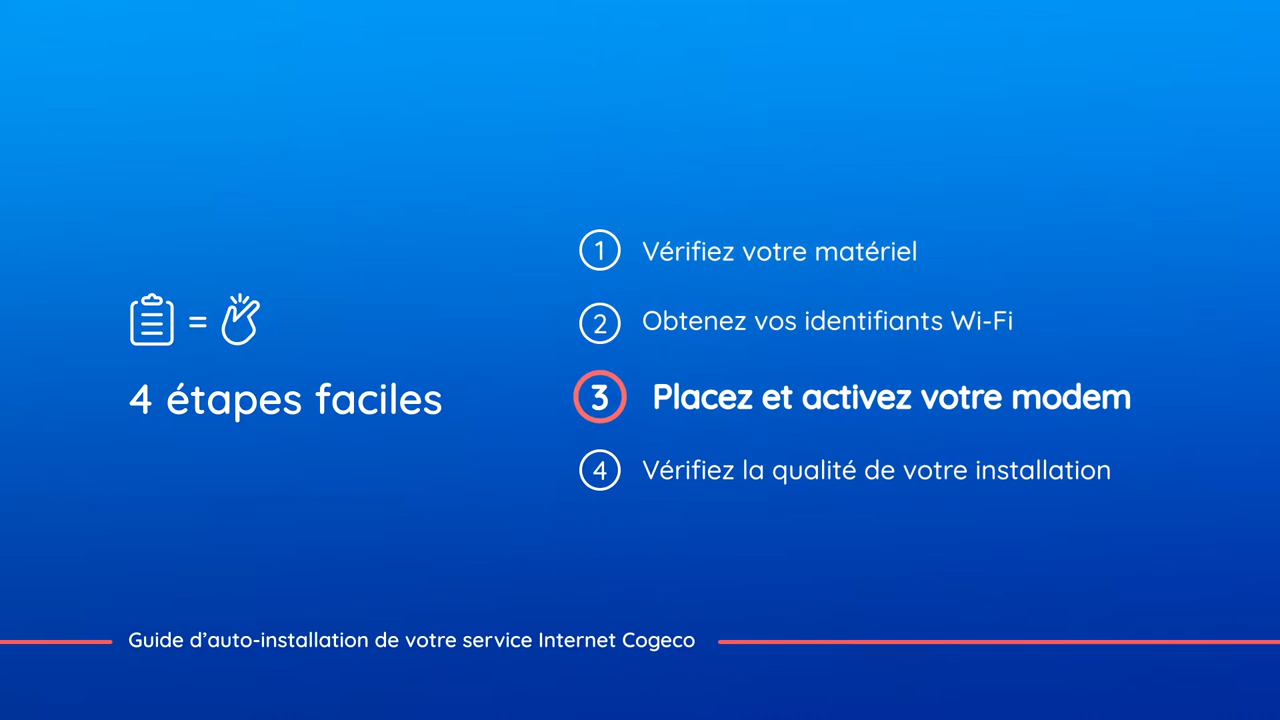 4 étapes faciles
1 Vérifiez votre matériel
2 Obtenez vos identifiants Wi-Fi
3 Placez et activez votre modem
4 Vérifiez la qualité de votre installation
Guide d’auto-installation de votre service Internet Cogeco